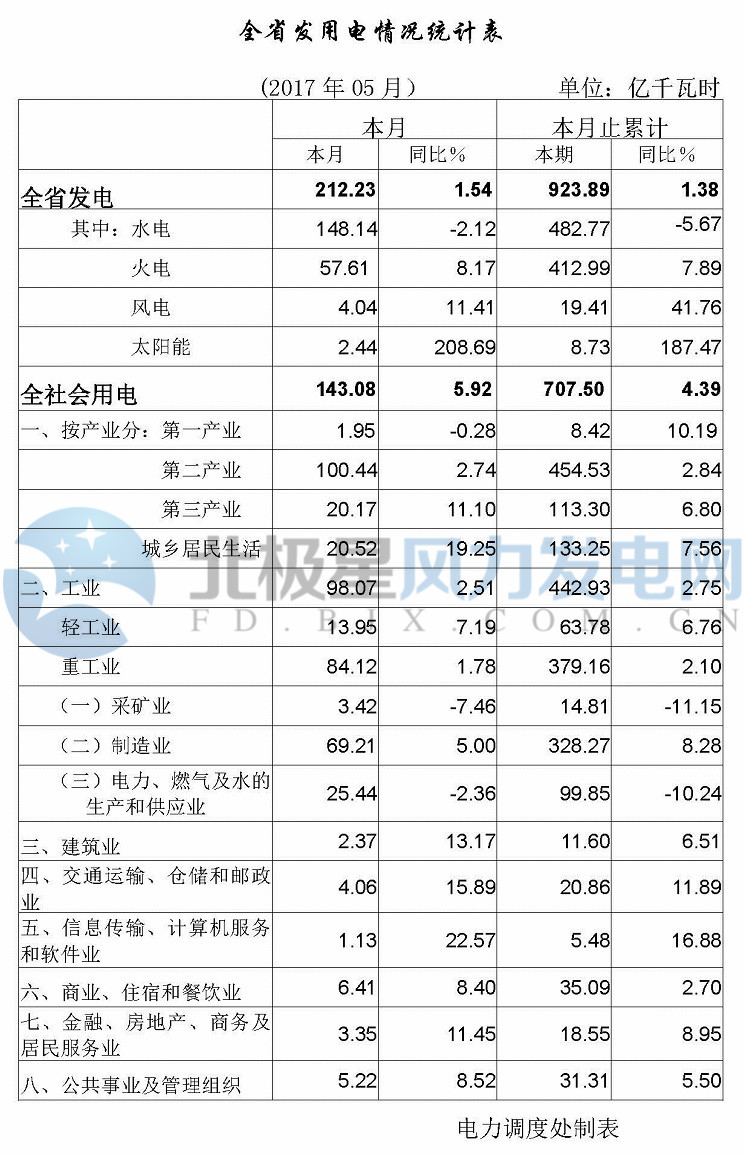 全省发用电情况统计表
(2017年05月） 单位：亿千瓦时
本月 本月止累计
本月 同比% 本期 同比%
全省发电 212.23 1.54 923.89 1.38
其中：水电 148.14 -2.12 482.77 -5.67
火电 57.61 8.17 412.99 7.89
风电 4.04 11.41 19.41 41.76
太阳能 2.44 208.69 8.73 187.47
全社会用电 143.08 5.92 707.50 4.39
一、按产业分：第一产业 1.95 -0.28 8.42 10.19
第二产业 100.44 2.74 454.53 2.84
第三产业 20.17 11.10 113.30 6.80
城乡居民生活 20.52 19.25 133.25 7.56
北极星风力发电网
二、工业 98.07 2.51 442.93 2.75
FD.BJX.COM.CN
轻工业 13.95 7.19 63.78 6.76
重工业 84.12 1.78 379.16 2.10
（一）采矿业 3.42 -7.46 14.81 -11.15
（二）制造业 69.21 5.00 328.27 8.28
（三）电力、燃气及水的
生产和供应业 25.44 -2.36 99.85 -10.24
三、建筑业 2.37 13.17 11.60 6.51
四、交通运输、仓储和邮政
业 4.06 15.89 20.86 11.89
五、信息传输、计算机服务
和软件业 1.13 22.57 5.48 16.88
六、商业、住宿和餐饮业 6.41 8.40 35.09 2.70
七、金融、房地产、商务及
居民服务业 3.35 11.45 18.55 8.95
八、公共事业及管理组织 5.22 8.52 31.31 5.50
电力调度处制表